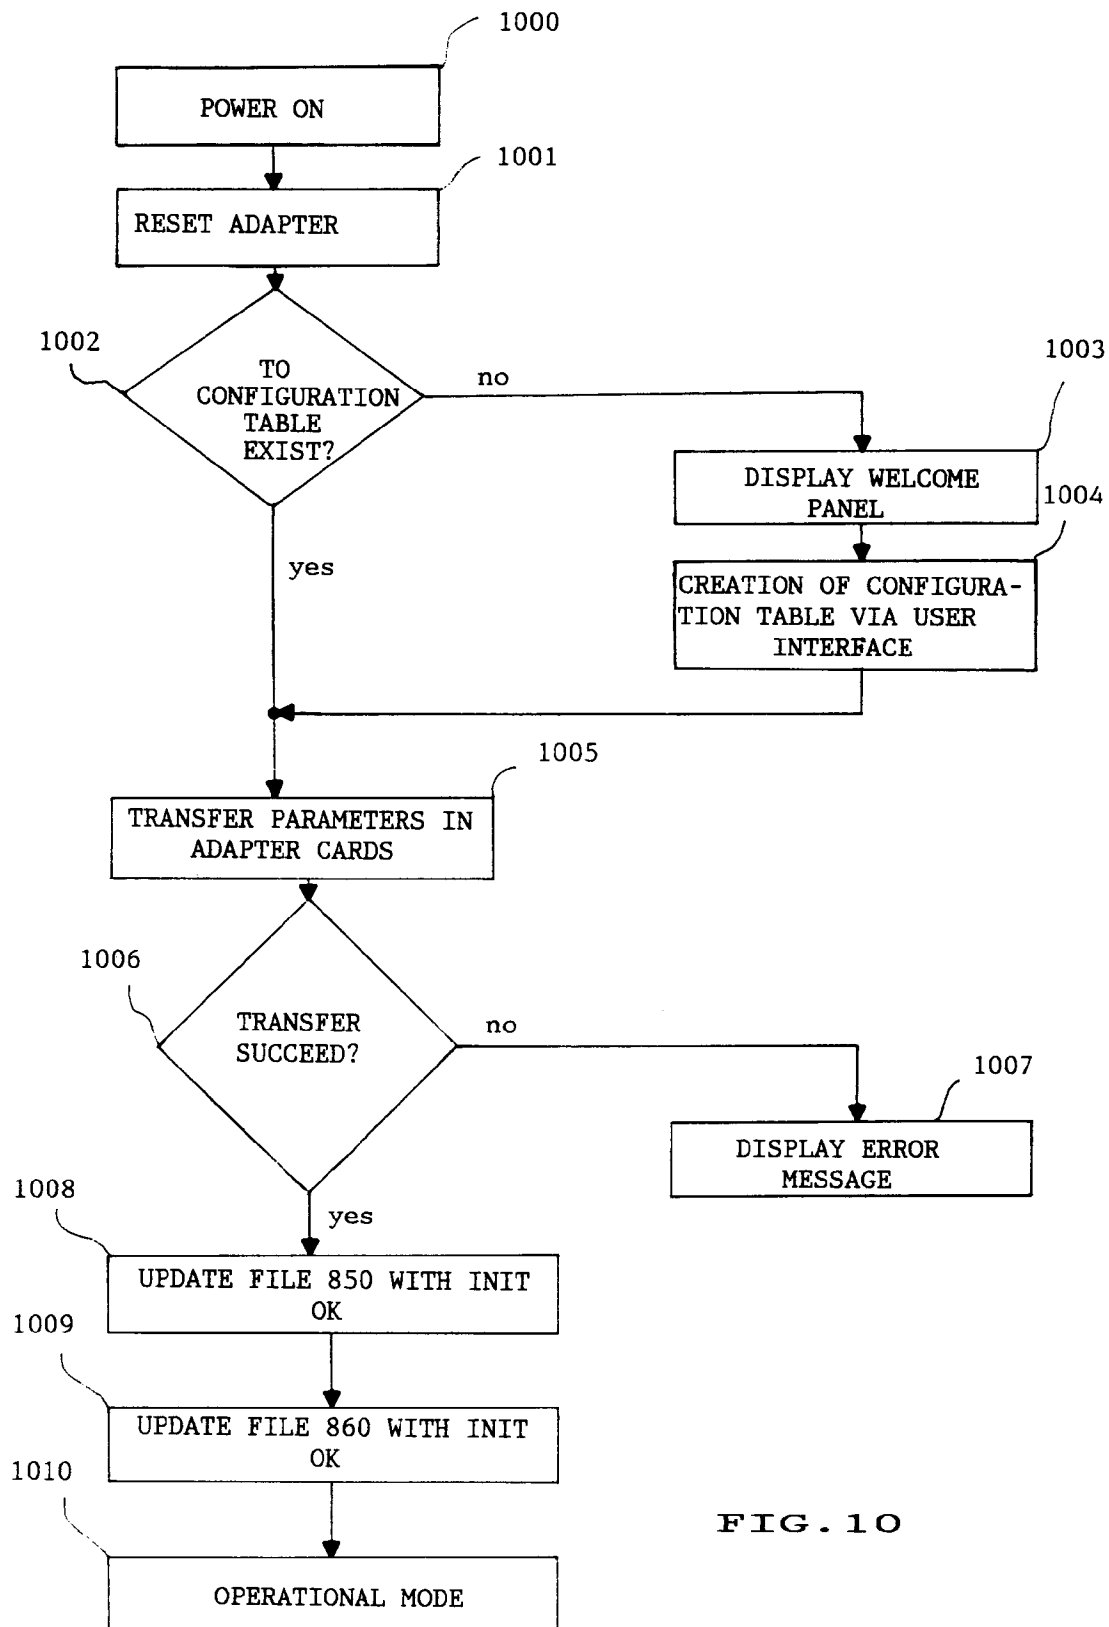 1000
POWER ON
1001
RESET ADAPTER
1002
TO
CONFIGURATION
TABLE
EXIST?
no
1003
DISPLAY WELCOME
PANEL
1004
CREATION OF CONFIGURA-
TION TABLE VIA USER
INTERFACE
yes
1005
TRANSFER PARAMETERS IN
ADAPTER CARDS
1006
TRANSFER
SUCCEED?
no
1007
DISPLAY ERROR
MESSAGE
yes
1008
UPDATE FILE 850 WITH INIT
OK
1009
UPDATE FILE 860 WITH INIT
OK
1010
OPERATIONAL MODE
FIG.10